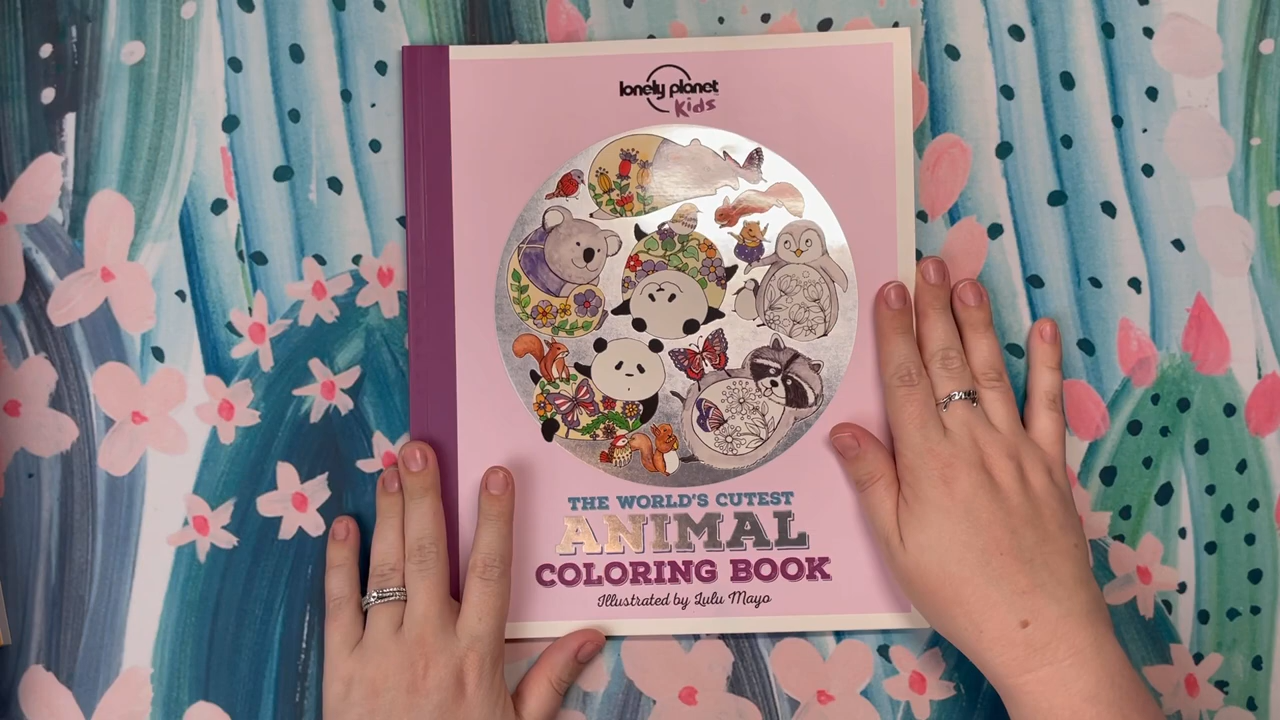 lonely planet
kids
THE WORLD'S CUTEST
ANIMAL
COLORING BOOK
Illustrated by Lulu Mayo